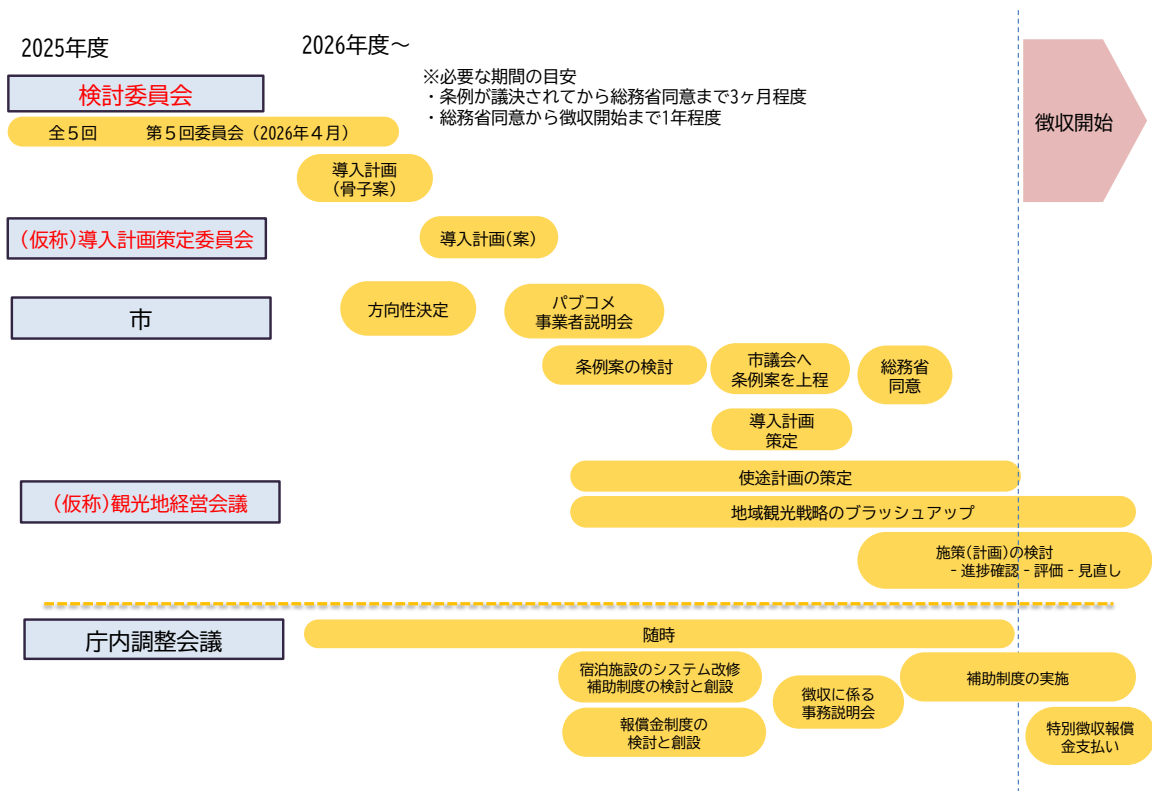 2025年度
2026年度～
検討委員会
※必要な期間の目安
・条例が議決されてから総務省同意まで3ヶ月程度
・総務省同意から徴収開始まで1年程度
徴収開始
全５回　　第５回委員会（2026年４月）
導入計画
（骨子案）
（仮称）導入計画策定委員会
導入計画(案)
市
方向性決定
パブコメ
事業者説明会
条例案の検討
市議会へ
条例案を上程
総務省
同意
導入計画
策定
使途計画の策定
（仮称）観光地経営会議
地域観光戦略のブラッシュアップ
施策(計画)の検討
－進捗確認－評価－見直し
庁内調整会議
随時
宿泊施設のシステム改修
補助制度の検討と創設
徴収に係る
事務説明会
補助制度の実施
報償金制度の
検討と創設
特別徴収報償
金支払い